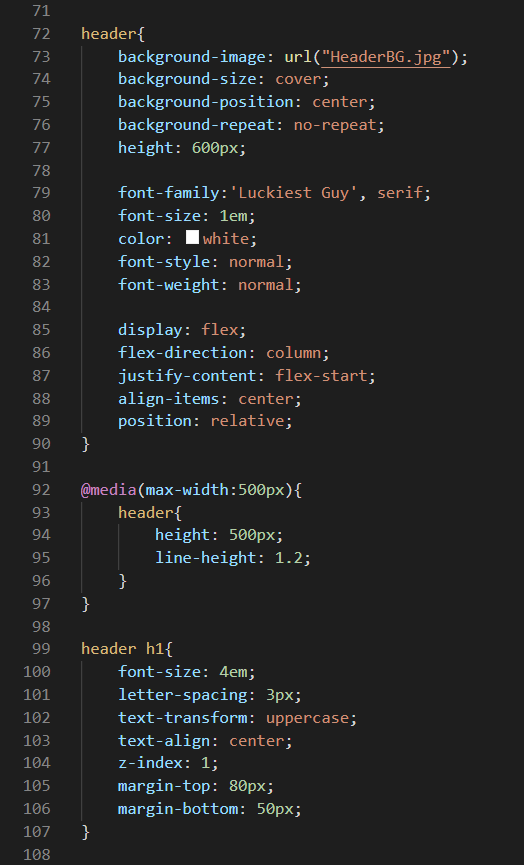 71
72 header{
73 background-image: url("HeaderBG.jpg");
74 background-size: cover;
75 background-position: center;
76 background-repeat: no-repeat;
77 height: 600px;
78
79 font-family:'Luckiest Guy', serif;
80 font-size: 1em;
81 color: white;
82 font-style: normal;
83 font-weight: normal;
84
85 display: flex;
86 flex-direction: column;
87 justify-content: flex-start;
88 align-items: center;
89 position: relative;
90 }
91
92 @media(max-width:500px){
93 header{
94 height: 500px;
95 line-height: 1.2;
96 }
97 }
98
99 header h1{
100 font-size: 4em;
101 letter-spacing: 3px;
102 text-transform: uppercase;
103 text-align: center;
104 z-index: 1;
105 margin-top: 80px;
106 margin-bottom: 50px;
107 }
108